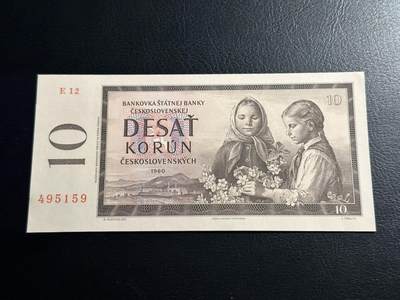 E 12
BANKOVKA ŠTÁTNEJ BANKY
ČESKOSLOVENSKEJ
10
DESAŤ
KORÚN
ČESKOSLOVENSKÝCH
1960
10
495159
10